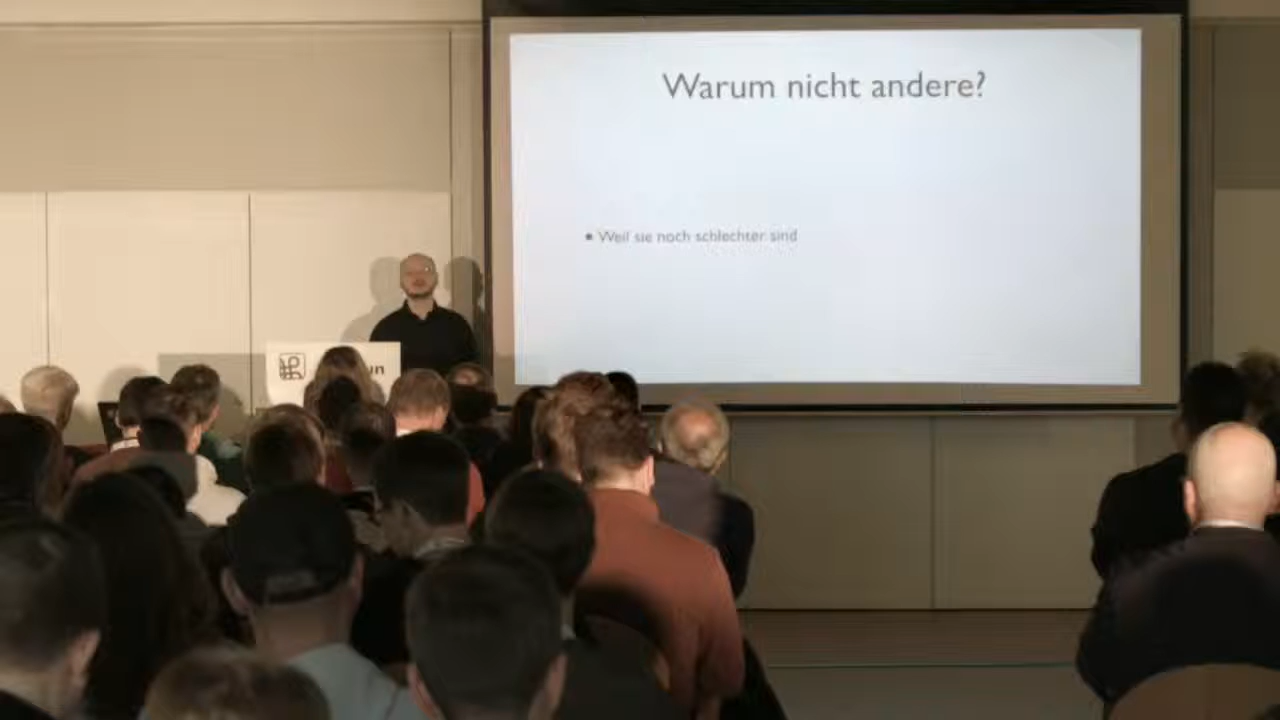 Warum nicht andere?
• Weil sie noch schlechter sind